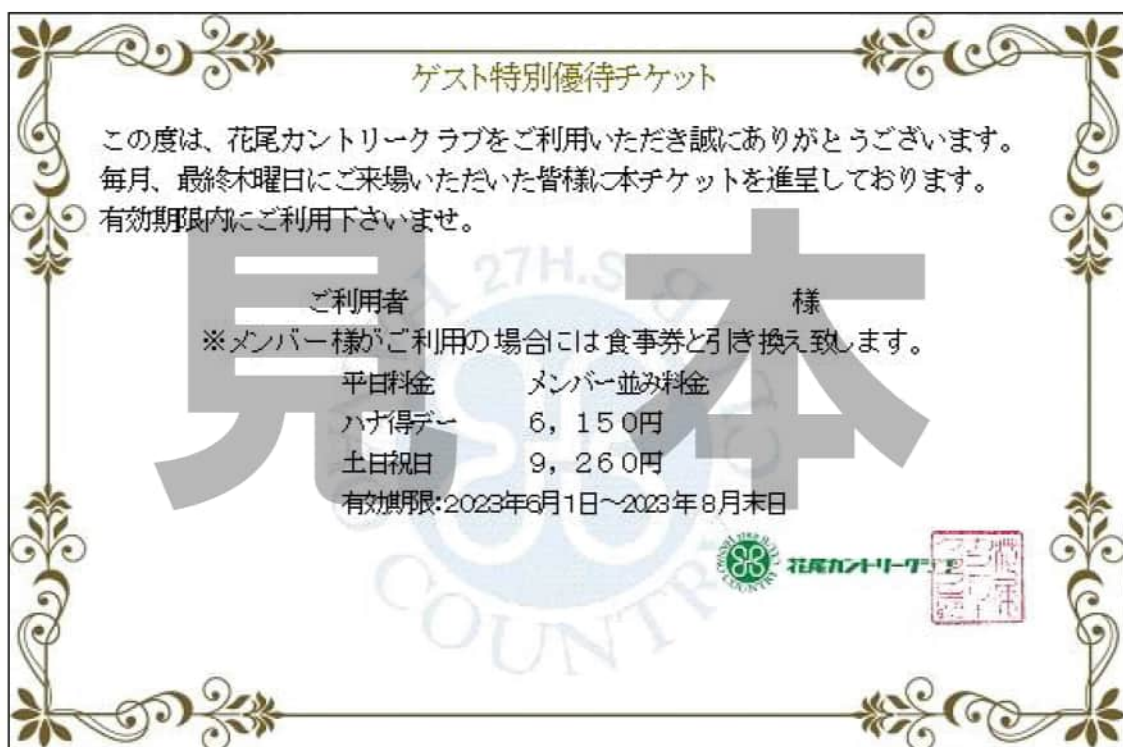 ゲスト特別優待チケット
この度は、花尾カントリークラブをご利用いただき誠にありがとうございます。
毎月、最終木曜日にご来場いただいた皆様に本チケットを進呈しております。
有効期限内にご利用下さいませ。
見本
27H.S
ご利用者 様
※メンバー様がご利用の場合には食事券と引き換え致します。
平日料金 メンバー並み料金
ハナ得デー 6,150円
土日祝日 9,260円
有効期限:2023年6月1日~2023年8月末日
花尾カントリークラブ
COUNTRY